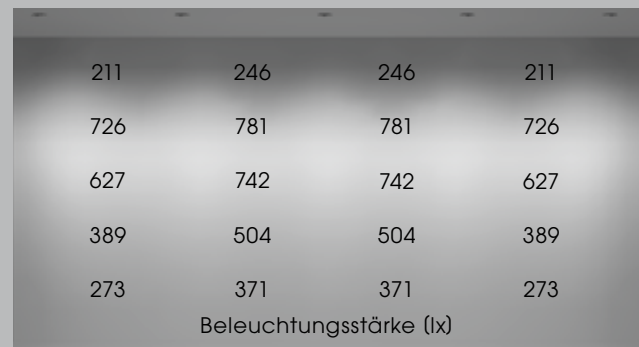 211 246 246 211
726 781 781 726
627 742 742 627
389 504 504 389
273 371 371 273
Beleuchtungsstärke (lx)